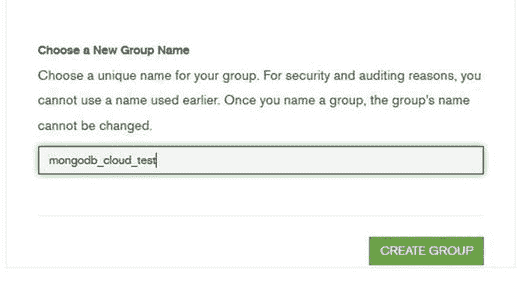 Choose a New Group Name
Choose a unique name for your group. For security and auditing reasons, you
cannot use a name used earlier. Once you name a group, the group's name
cannot be changed.
mongodb_cloud_test
CREATE GROUP